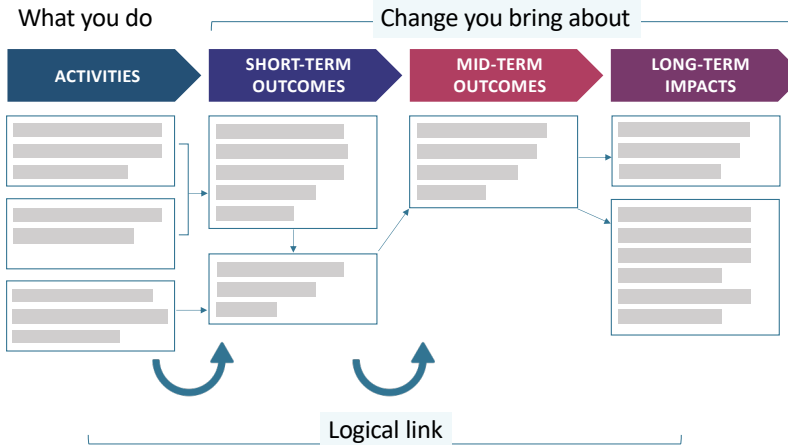 What you do
Change you bring about
ACTIVITIES
SHORT-TERM
OUTCOMES
MID-TERM
OUTCOMES
LONG-TERM
IMPACTS
Logical link